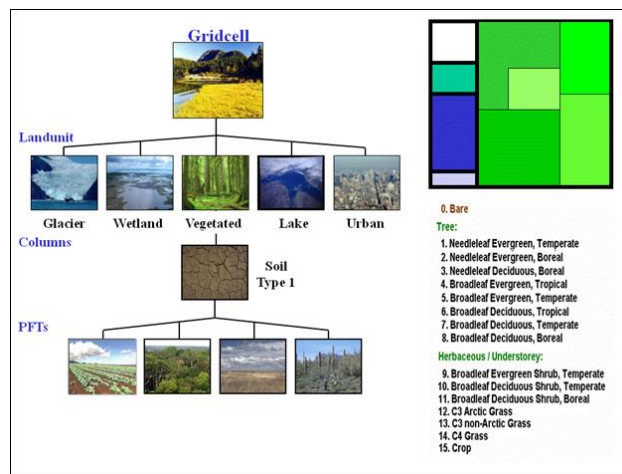 Gridcell
Landunit
Glacier
Wetland
Vegetated
Lake
Urban
Columns
Soil
Type 1
PFTs
0. Bare
Tree:
1. Needleleaf Evergreen, Temperate
2. Needleleaf Evergreen, Boreal
3. Needleleaf Deciduous, Boreal
4. Broadleaf Evergreen, Tropical
5. Broadleaf Evergreen, Temperate
6. Broadleaf Deciduous, Tropical
7. Broadleaf Deciduous, Temperate
8. Broadleaf Deciduous, Boreal
Herbaceous / Understorey:
9. Broadleaf Evergreen Shrub, Temperate
10. Broadleaf Deciduous Shrub, Temperate
11. Broadleaf Deciduous Shrub, Boreal
12. C3 Arctic Grass
13. C3 non-Arctic Grass
14. C4 Grass
15. Crop